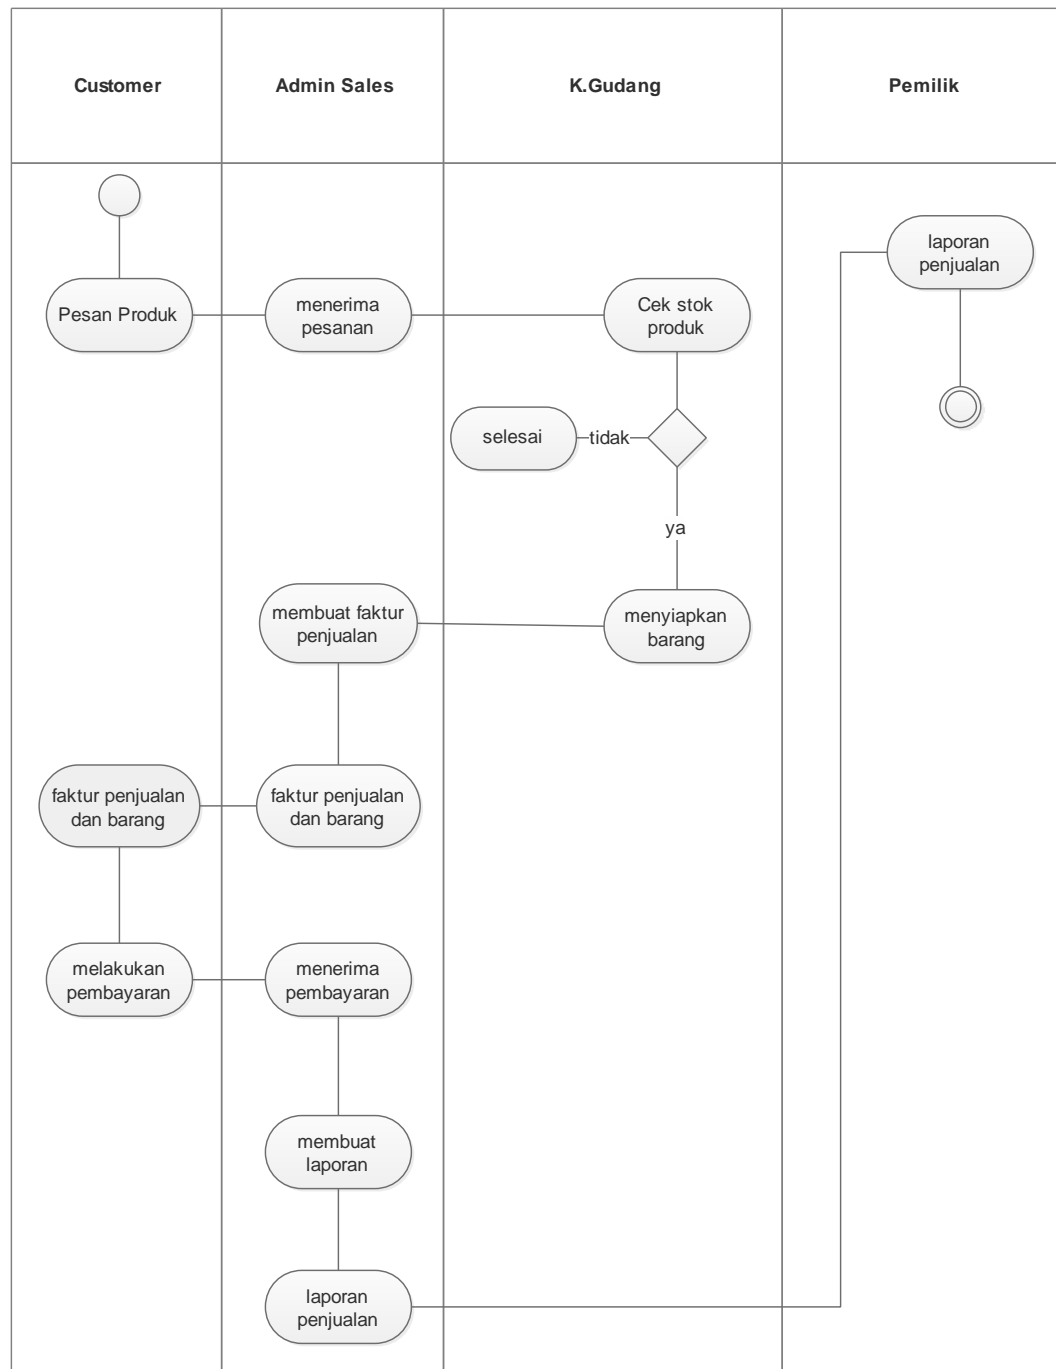 Customer
Admin Sales
K.Gudang
Pemilik
laporan
penjualan
Pesan Produk
menerima
pesanan
Cek stok
produk
selesai
tidak
ya
membuat faktur
penjualan
menyiapkan
barang
faktur penjualan
dan barang
faktur penjualan
dan barang
melakukan
pembayaran
menerima
pembayaran
membuat
laporan
laporan
penjualan